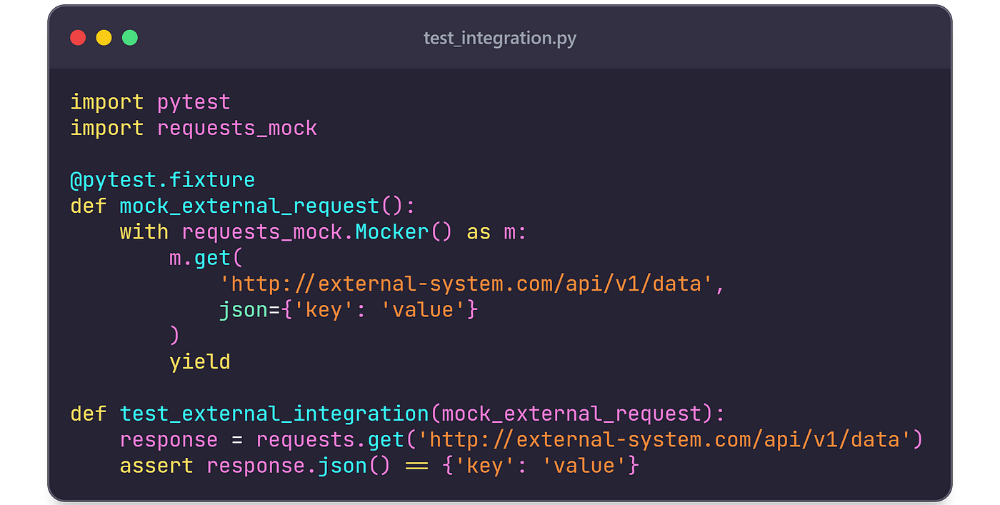 test_integration.py
import pytest
import requests_mock
@pytest.fixture
def mock_external_request():
    with requests_mock.Mocker() as m:
        m.get(
            'http://external-system.com/api/v1/data',
            json={'key': 'value'}
        )
        yield
def test_external_integration(mock_external_request):
    response = requests.get('http://external-system.com/api/v1/data')
    assert response.json() == {'key': 'value'}